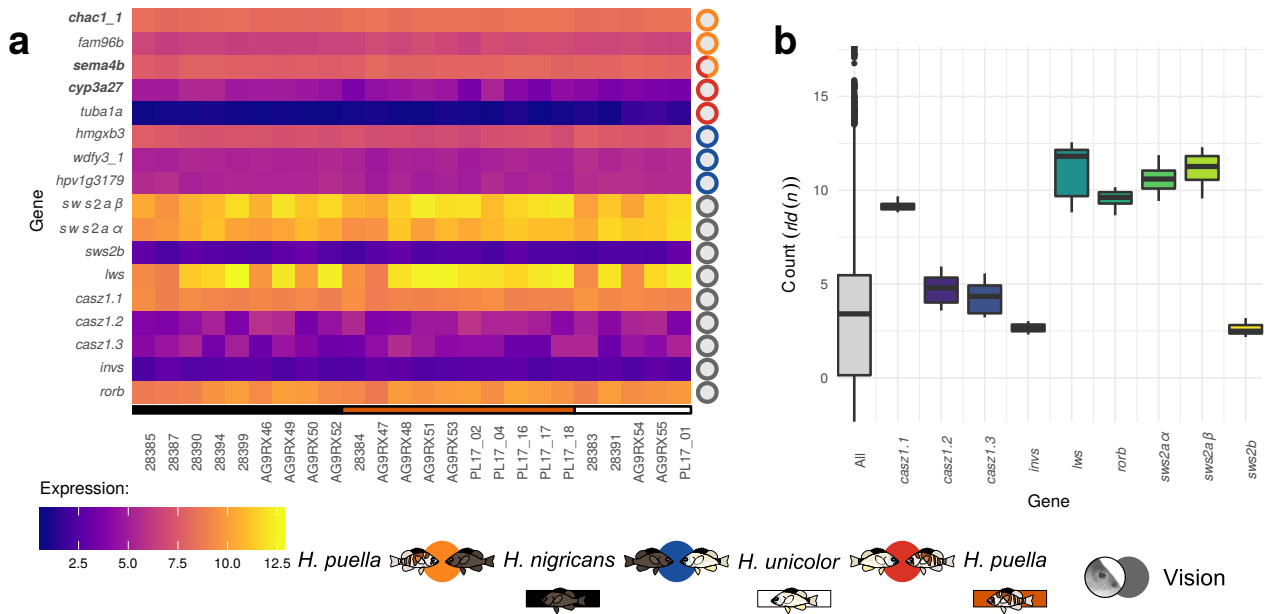 a
chac1_1
fam96b
sema4b
cyp3a27
tuba1a
hmgxb3
wdfy3_1
hpv1g3179
sws2aβ
sws2aα
sws2b
lws
casz1.1
casz1.2
casz1.3
invs
rorb
Gene
28385
28387
28390
28394
28399
AG9RX46
AG9RX49
AG9RX50
AG9RX52
28384
AG9RX47
AG9RX48
AG9RX51
AG9RX53
PL17_02
PL17_04
PL17_16
PL17_17
PL17_18
28383
28391
AG9RX54
AG9RX55
PL17_01
Expression:
2.5 5.0 7.5 10.0 12.5
b
Count (rld (n))
15
10
5
0
All
casz1.1
casz1.2
casz1.3
invs
lws
rorb
sws2aα
sws2aβ
sws2b
Gene
H. puella H. nigricans H. unicolor H. puella Vision